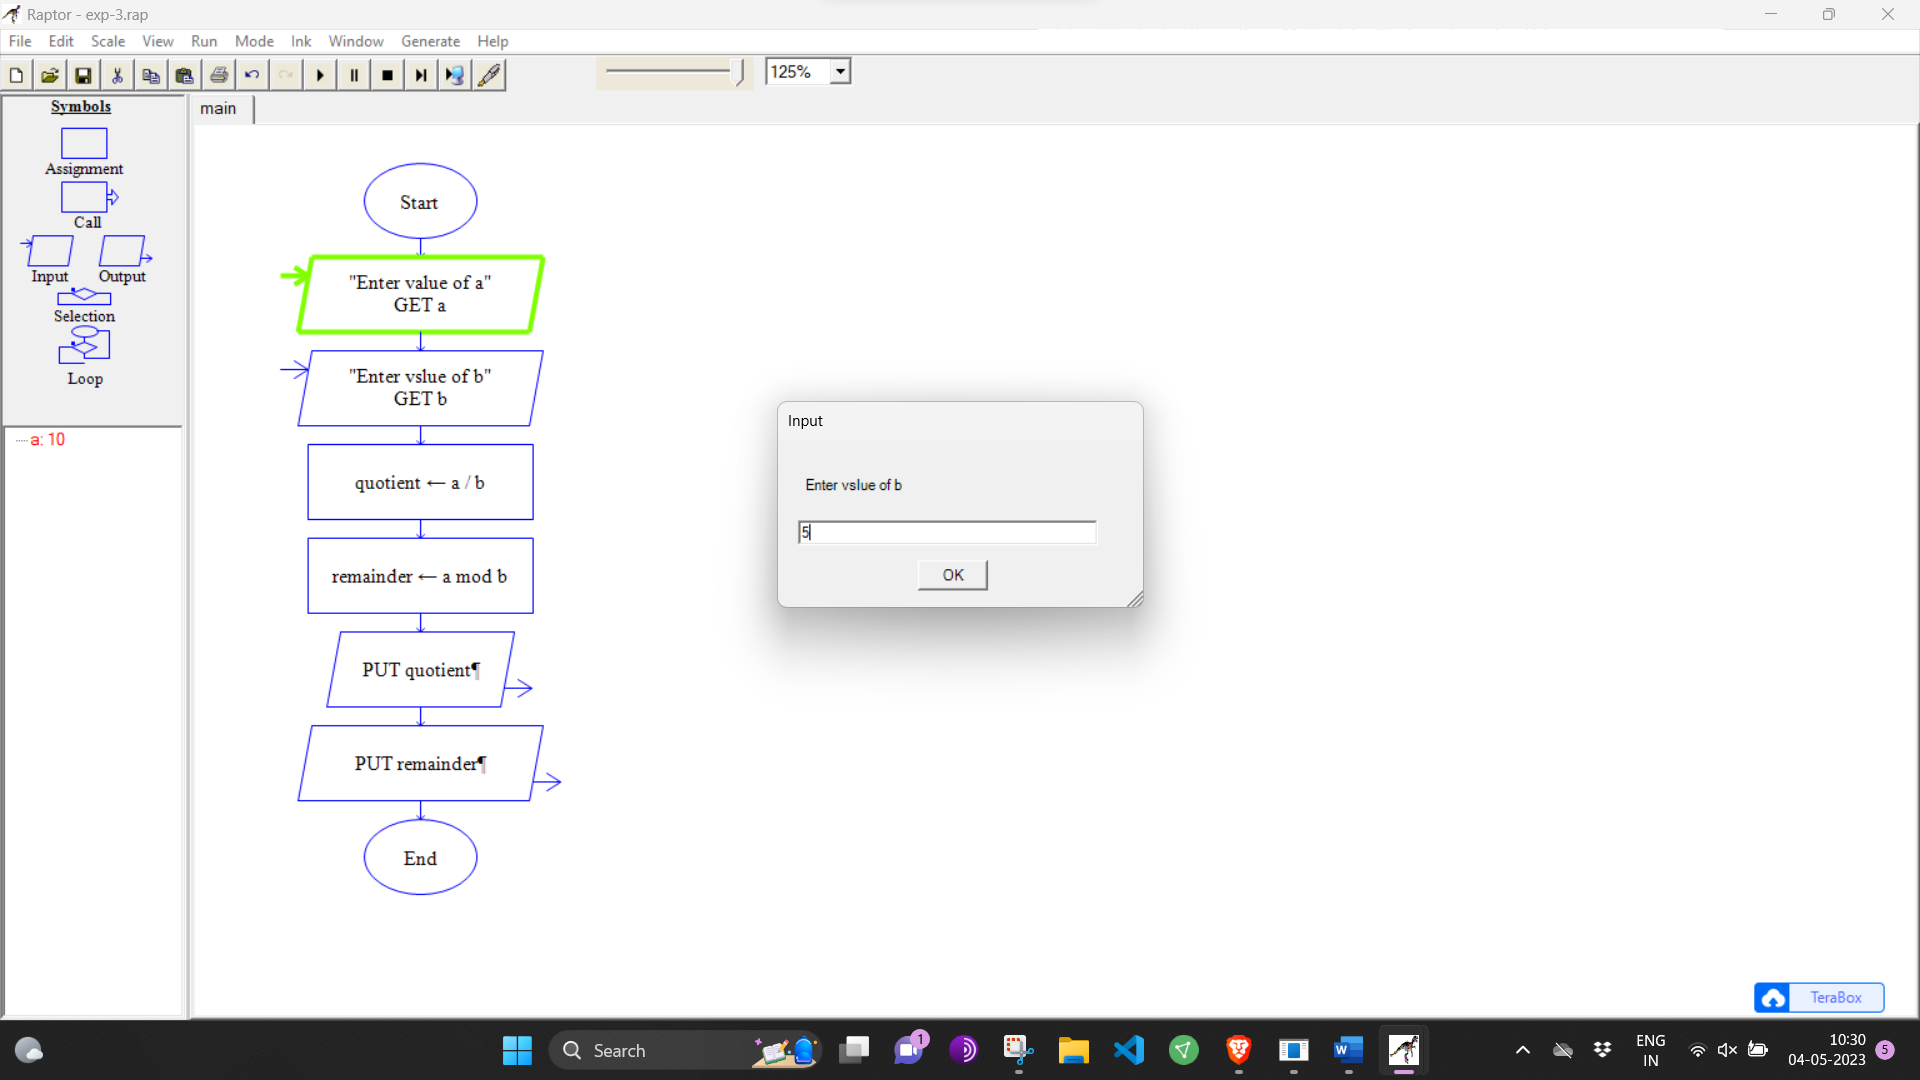 Raptor - exp-3.rap
File Edit Scale View Run Mode Ink Window Generate Help
125%
Symbols
Assignment
Call
Input Output
Selection
Loop
a: 10
main
Start
"Enter value of a"
GET a
"Enter vslue of b"
GET b
quotient ← a / b
remainder ← a mod b
PUT quotient¶
PUT remainder¶
End
Input
Enter vslue of b
5
OK
TeraBox
Search
1
ENG
IN
10:30
04-05-2023
5